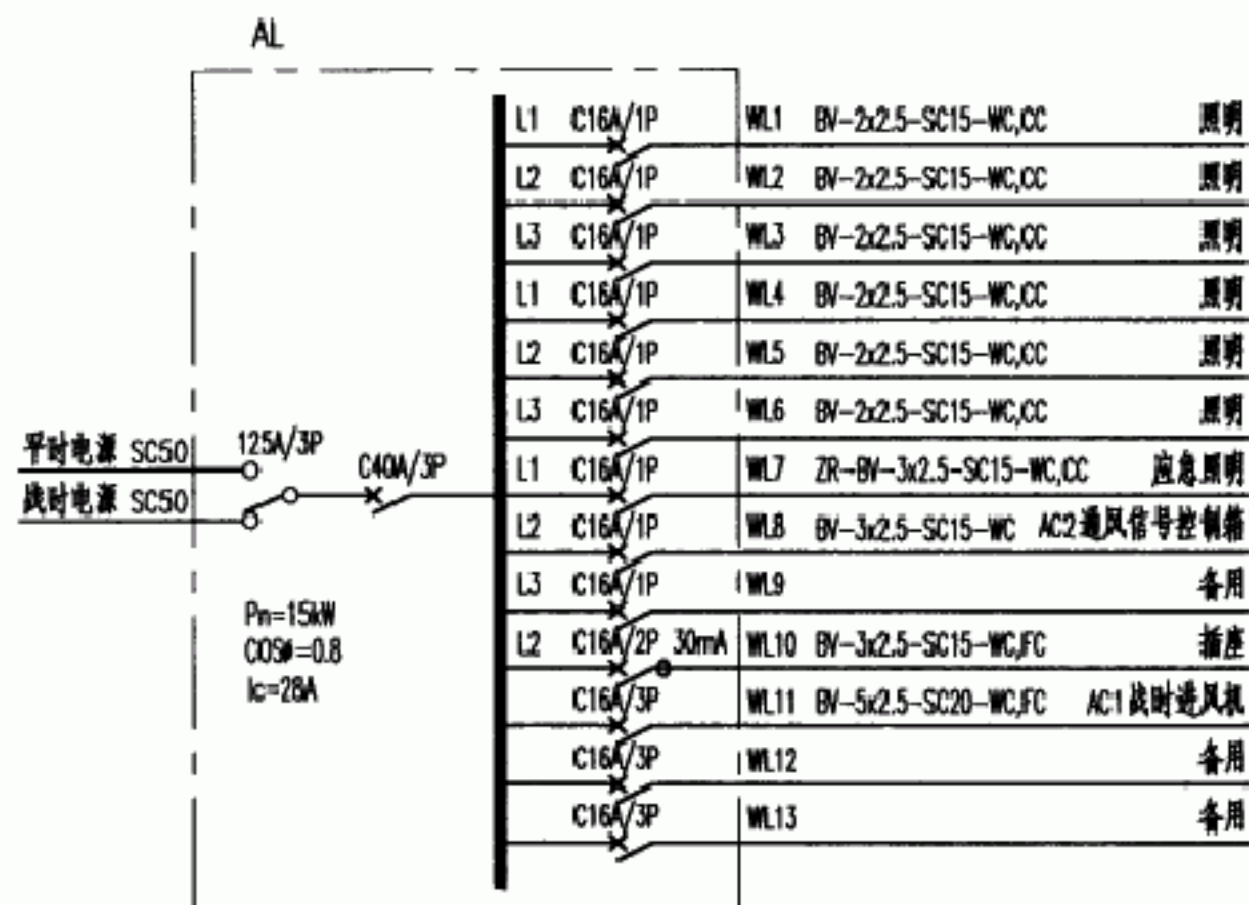 AL
L1 C16A/1P WL1 BV-2x2.5-SC15-WC,CC 照明
L2 C16A/1P WL2 BV-2x2.5-SC15-WC,CC 照明
L3 C16A/1P WL3 BV-2x2.5-SC15-WC,CC 照明
L1 C16A/1P WL4 BV-2x2.5-SC15-WC,CC 照明
L2 C16A/1P WL5 BV-2x2.5-SC15-WC,CC 照明
L3 C16A/1P WL6 BV-2x2.5-SC15-WC,CC 照明
平时电源 SC50 125A/3P C40A/3P L1 C16A/1P WL7 ZR-BV-3x2.5-SC15-WC,CC 应急照明
战时电源 SC50 L2 C16A/1P WL8 BV-3x2.5-SC15-WC AC2通风信号控制箱
L3 C16A/1P WL9 备用
Pn=15kW
L2 C16A/2P 30mA WL10 BV-3x2.5-SC15-WC,FC 插座
COSø=0.8
Ic=28A C16A/3P WL11 BV-5x2.5-SC20-WC,FC AC1战时进风机
C16A/3P WL12 备用
C16A/3P WL13 备用